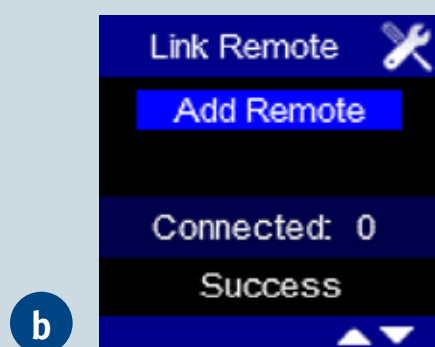 Link Remote
Add Remote
Connected: 0
Success
b